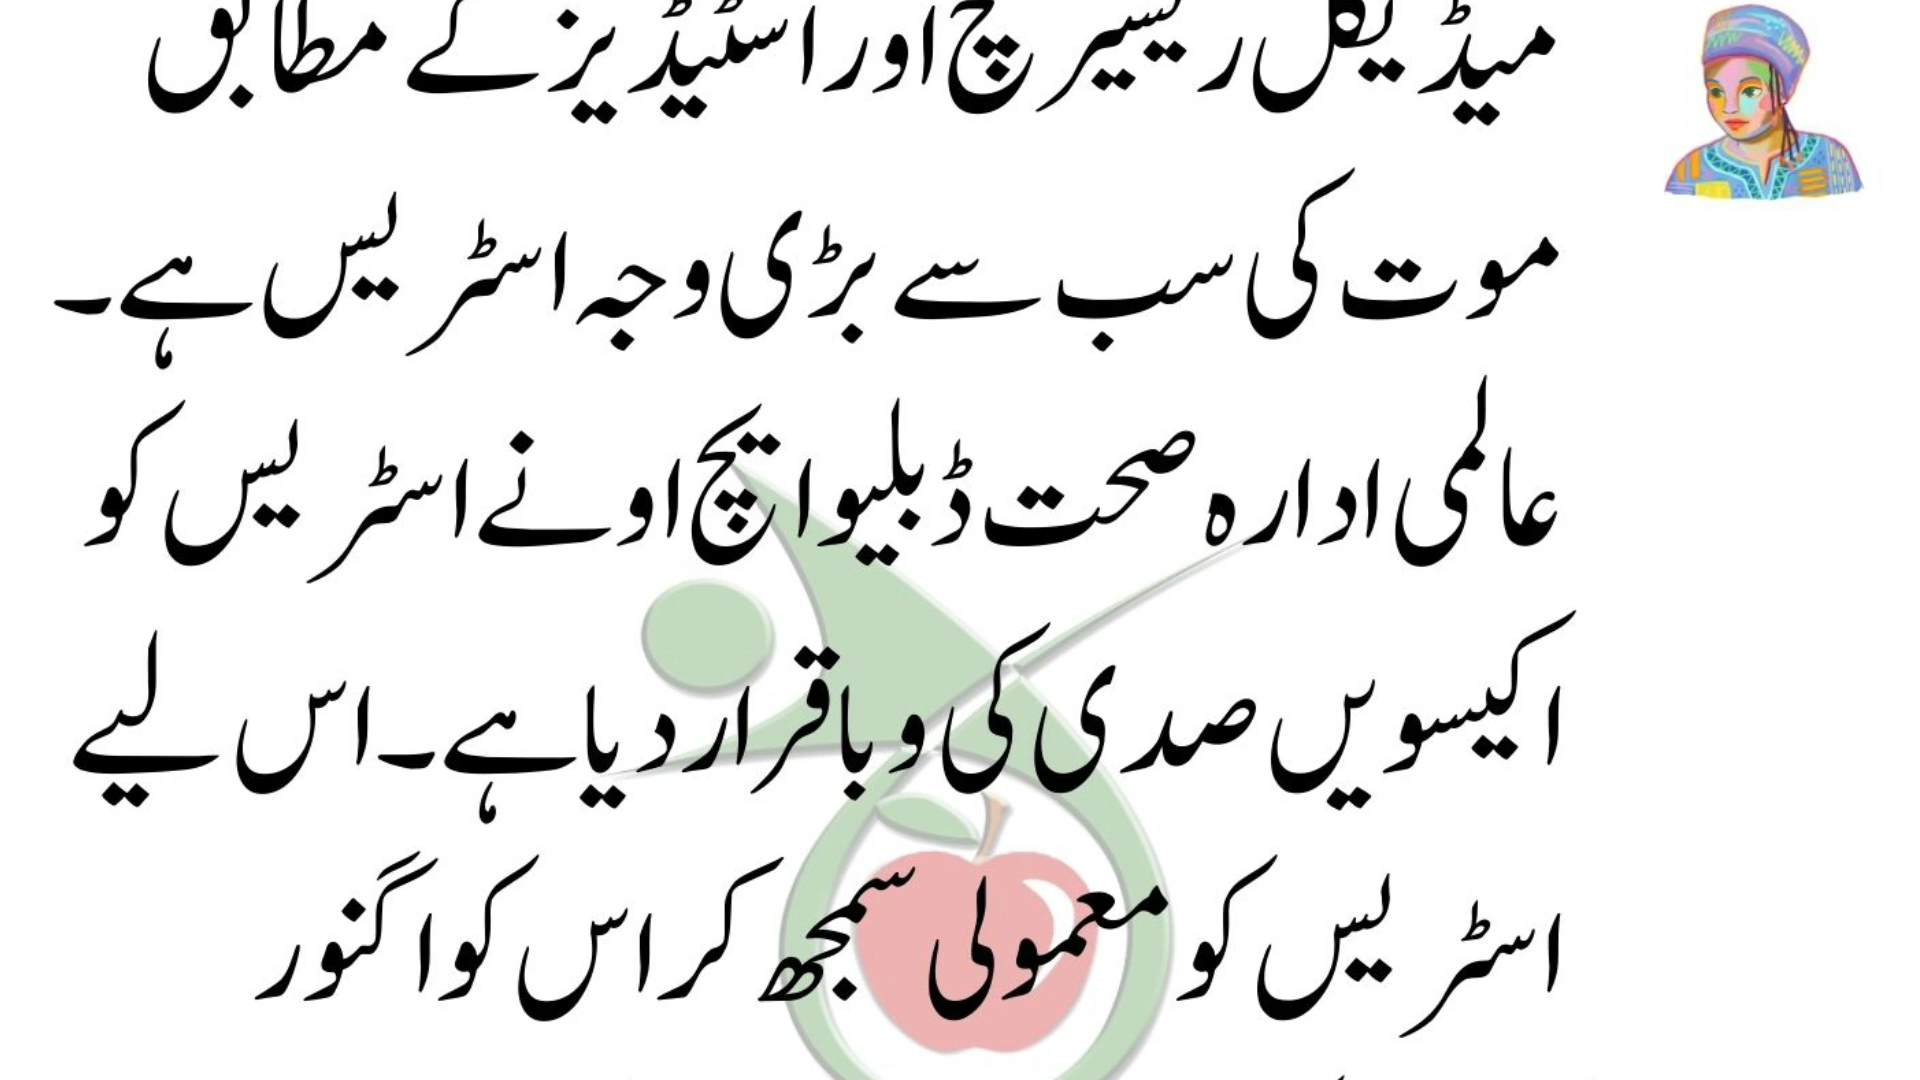 میڈیکل ریسیرچ اور اسٹیڈیز کے مطابق
موت کی سب سے بڑی وجہ اسٹریس ہے۔
عالمی ادارہ صحت ڈبلیو ایچ او نے اسٹریس کو
اکیسویں صدی کی وبا قرار دیا ہے۔ اس لیے
اسٹریس کو معمولی سمجھ کر اس کو اگنور